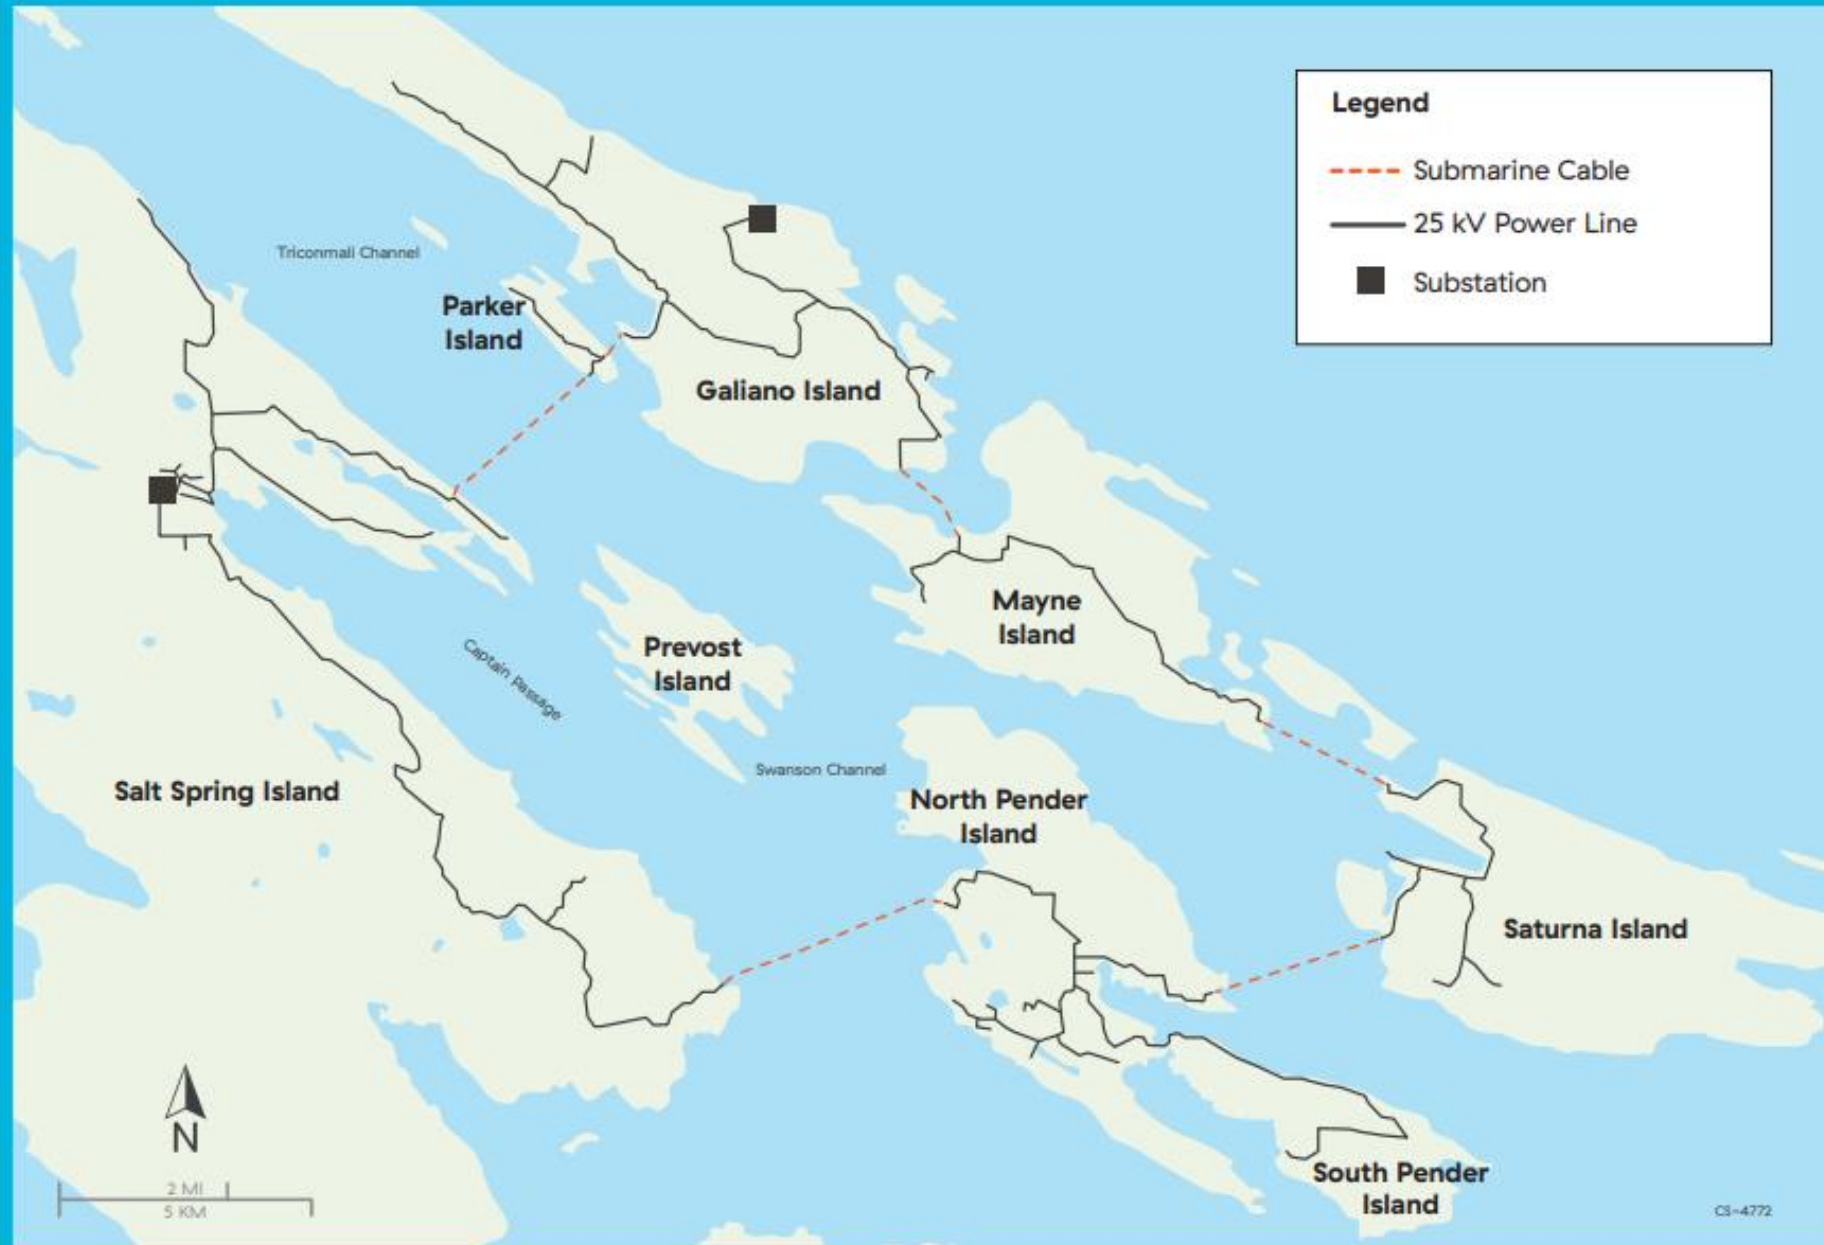 Legend
Submarine Cable
25 kV Power Line
Substation
Triconmall Channel
Parker
Island
Galiano Island
Mayne
Island
Prevost
Island
Captain Passage
Swanson Channel
Salt Spring Island
North Pender
Island
Saturna Island
South Pender
Island
N
2 MI
5 KM
CS-4772